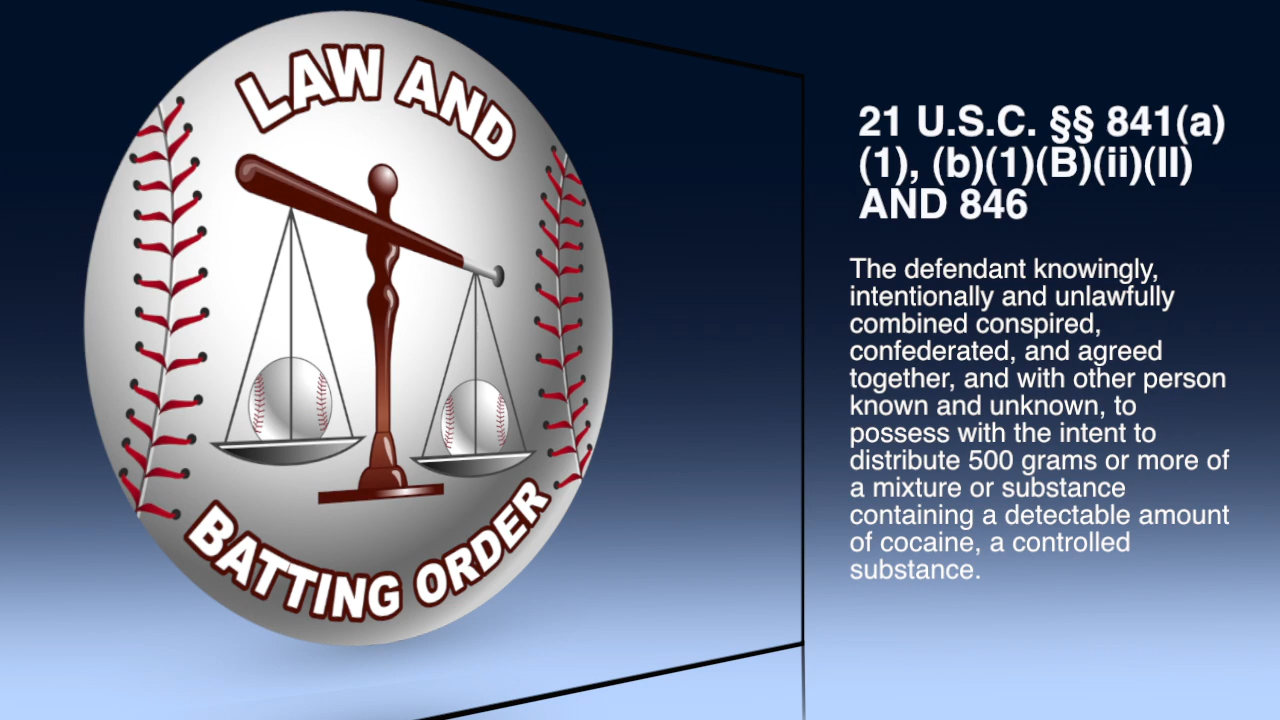 LAW AND
BATTING ORDER
21 U.S.C. §§ 841(a)
(1), (b)(1)(B)(ii)(II)
AND 846
The defendant knowingly,
intentionally and unlawfully
combined conspired,
confederated, and agreed
together, and with other person
known and unknown, to
possess with the intent to
distribute 500 grams or more of
a mixture or substance
containing a detectable amount
of cocaine, a controlled
substance.